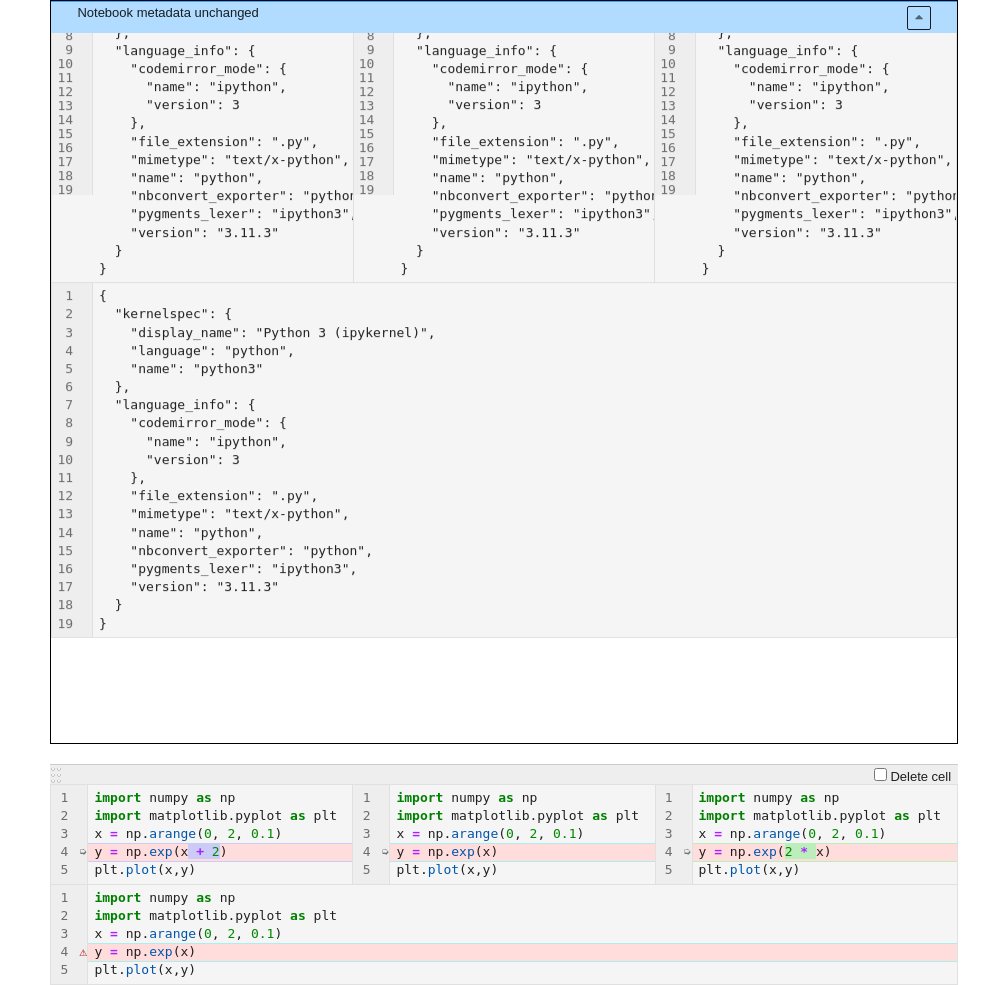 Notebook metadata unchanged
8 },
9 "language_info": {
10 "codemirror_mode": {
11 "name": "ipython",
12 "version": 3
13 },
14 "file_extension": ".py",
15 "mimetype": "text/x-python",
16 "name": "python",
17 "nbconvert_exporter": "python
18 "pygments_lexer": "ipython3",
19 "version": "3.11.3"
}
}
8 },
9 "language_info": {
10 "codemirror_mode": {
11 "name": "ipython",
12 "version": 3
13 },
14 "file_extension": ".py",
15 "mimetype": "text/x-python",
16 "name": "python",
17 "nbconvert_exporter": "python
18 "pygments_lexer": "ipython3"
19 "version": "3.11.3"
}
}
8 },
9 "language_info": {
10 "codemirror_mode": {
11 "name": "ipython",
12 "version": 3
13 },
14 "file_extension": ".py",
15 "mimetype": "text/x-python",
16 "name": "python",
17 "nbconvert_exporter": "python
18 "pygments_lexer": "ipython3",
19 "version": "3.11.3"
}
}
1 {
2 "kernelspec": {
3 "display_name": "Python 3 (ipykernel)",
4 "language": "python",
5 "name": "python3"
6 },
7 "language_info": {
8 "codemirror_mode": {
9 "name": "ipython",
10 "version": 3
11 },
12 "file_extension": ".py",
13 "mimetype": "text/x-python",
14 "name": "python",
15 "nbconvert_exporter": "python",
16 "pygments_lexer": "ipython3",
17 "version": "3.11.3"
18 }
19 }
Delete cell
1 import numpy as np
2 import matplotlib.pyplot as plt
3 x = np.arange(0, 2, 0.1)
4 y = np.exp(x + 2)
5 plt.plot(x,y)
1 import numpy as np
2 import matplotlib.pyplot as plt
3 x = np.arange(0, 2, 0.1)
4 y = np.exp(x)
5 plt.plot(x,y)
1 import numpy as np
2 import matplotlib.pyplot as plt
3 x = np.arange(0, 2, 0.1)
4 y = np.exp(2 * x)
5 plt.plot(x,y)
1 import numpy as np
2 import matplotlib.pyplot as plt
3 x = np.arange(0, 2, 0.1)
4 ⚠ y = np.exp(x)
5 plt.plot(x,y)